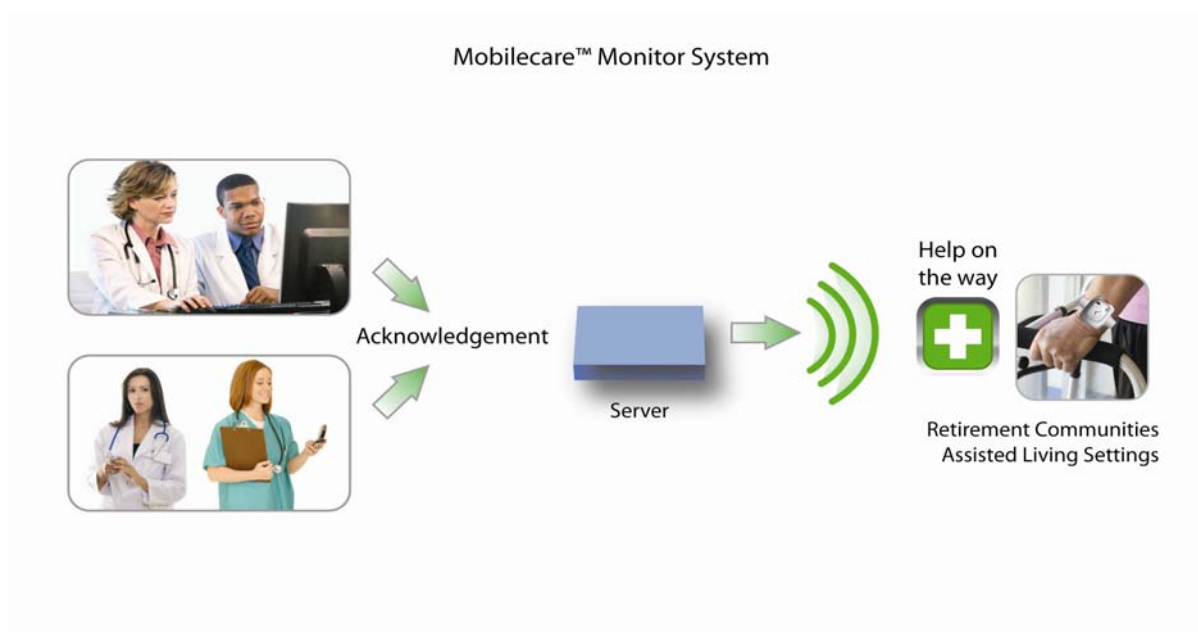 Mobilecare™ Monitor System
Acknowledgement
Server
Help on
the way
Retirement Communities
Assisted Living Settings